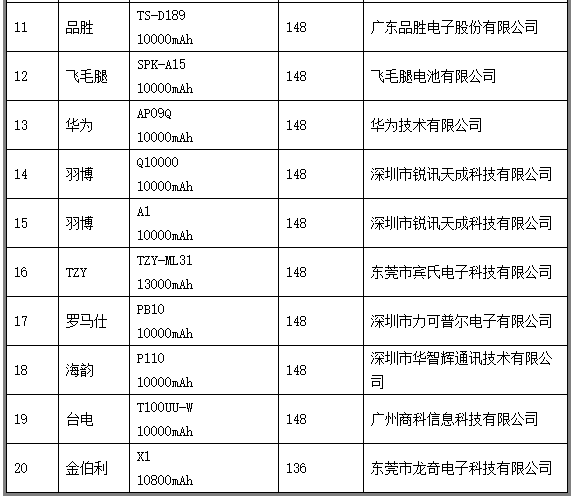 11 品胜 TS-D189 148 广东品胜电子股份有限公司
10000mAh
12 飞毛腿 SPK-A15 148 飞毛腿电池有限公司
10000mAh
13 华为 AP09Q 148 华为技术有限公司
10000mAh
14 羽博 Q10000 148 深圳市锐讯天成科技有限公司
10000mAh
15 羽博 A1 148 深圳市锐讯天成科技有限公司
10000mAh
16 TZY TZY-ML31 148 东莞市宾氏电子科技有限公司
13000mAh
17 罗马仕 PB10 148 深圳市力可普尔电子有限公司
10000mAh
18 海韵 P110 148 深圳市华智辉通讯技术有限公
10000mAh 司
19 台电 T100UU-W 148 广州商科信息科技有限公司
10000mAh
20 金伯利 X1 136 东莞市龙奇电子科技有限公司
10800mAh